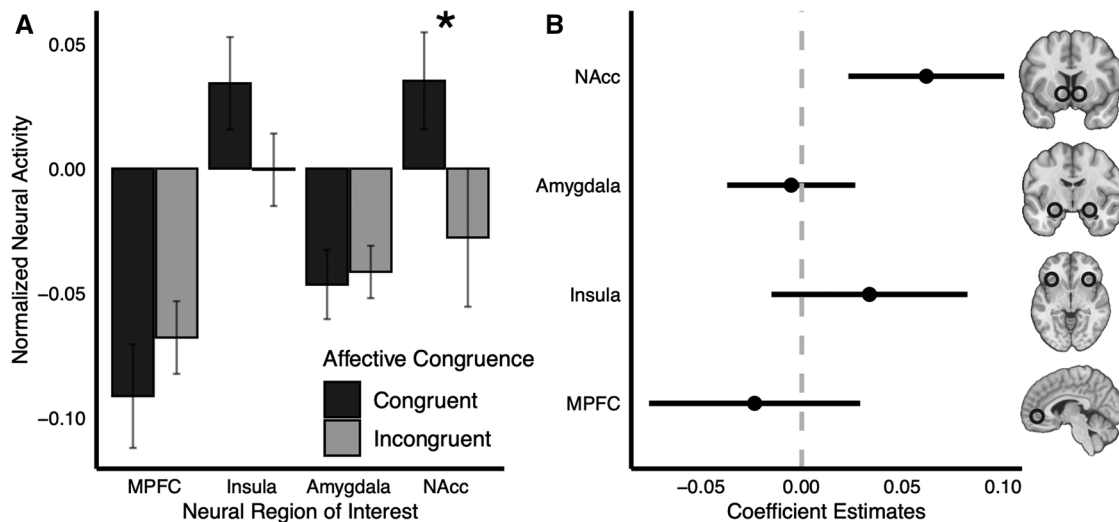 A
*
Normalized Neural Activity
0.05
0.00
−0.05
−0.10
Affective Congruence
Congruent
Incongruent
MPFC Insula Amygdala NAcc
Neural Region of Interest
B
NAcc
Amygdala
Insula
MPFC
−0.05 0.00 0.06 0.10
Coefficient Estimates